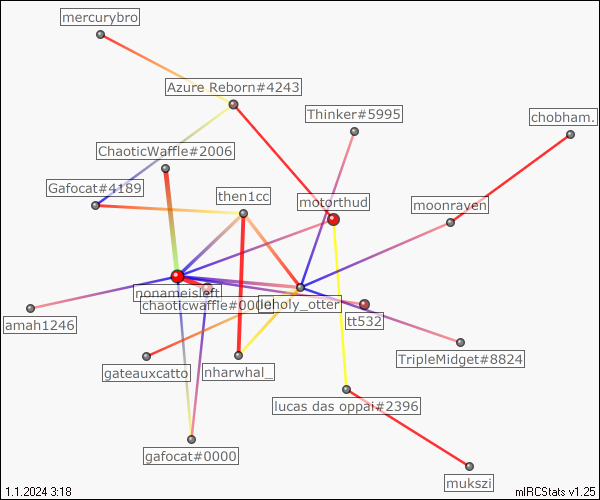 mercurybro
Azure Reborn#4243
Thinker#5995
chobham.
ChaoticWaffle#2006
Gafocat#4189
then1cc
motorthud
moonraven
nonameisleft
chaoticwaffle#0
leholy_otter
tt532
amah1246
TripleMidget#8824
gateauxcatto
nharwhal_
lucas das oppai#2396
gafocat#0000
mukszi
1.1.2024 3:18
mIRCStats v1.25